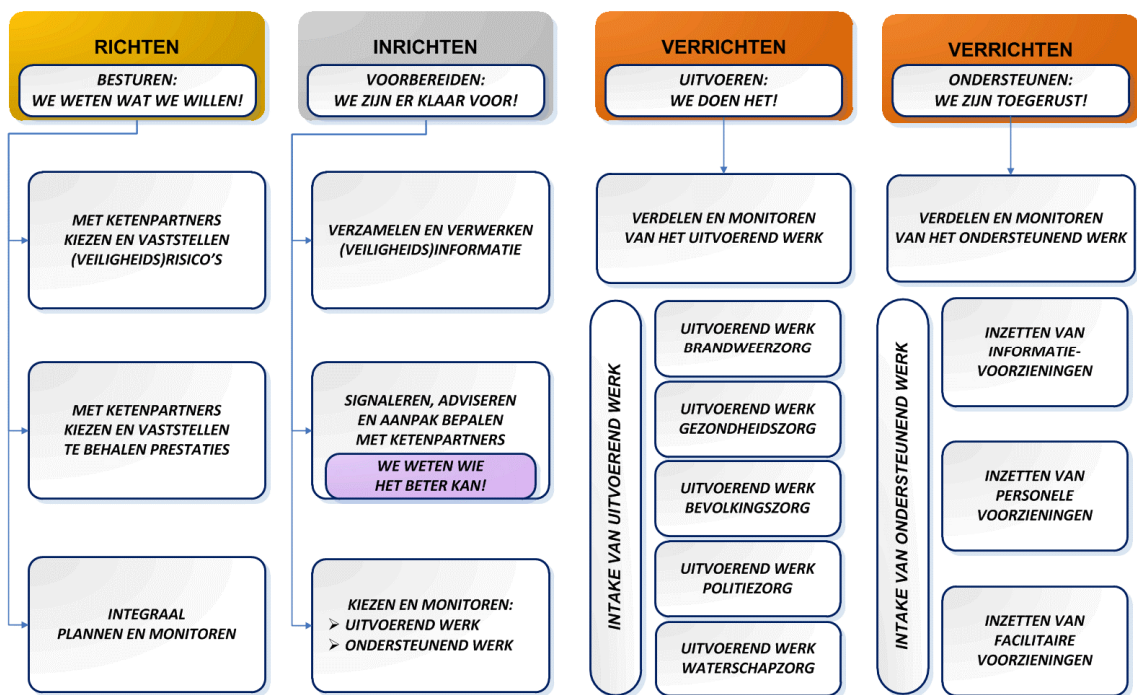 RICHTEN
BESTUREN:
WE WETEN WAT WE WILLEN!
MET KETENPARTNERS
KIEZEN EN VASTSTELLEN
(VEILIGHEIDS)RISICO'S
MET KETENPARTNERS
KIEZEN EN VASTSTELLEN
TE BEHALEN PRESTATIES
INTEGRAAL
PLANNEN EN MONITOREN
INRICHTEN
VOORBEREIDEN:
WE ZIJN ER KLAAR VOOR!
VERZAMELEN EN VERWERKEN
(VEILIGHEIDS)INFORMATIE
SIGNALEREN, ADVISEREN
EN AANPAK BEPALEN
MET KETENPARTNERS
WE WETEN WIE
HET BETER KAN!
KIEZEN EN MONITOREN:
➢ UITVOEREND WERK
➢ ONDERSTEUNEND WERK
VERRICHTEN
UITVOEREN:
WE DOEN HET!
VERDELEN EN MONITOREN
VAN HET UITVOEREND WERK
INTAKE VAN UITVOEREND WERK
UITVOEREND WERK
BRANDWEERZORG
UITVOEREND WERK
GEZONDHEIDSZORG
UITVOEREND WERK
BEVOLKINGSZORG
UITVOEREND WERK
POLITIEZORG
UITVOEREND WERK
WATERSCHAPZORG
VERRICHTEN
ONDERSTEUNEN:
WE ZIJN TOEGERUST!
VERDELEN EN MONITOREN
VAN HET ONDERSTEUNEND WERK
INTAKE VAN ONDERSTEUNEND WERK
INZETTEN VAN
INFORMATIE-
VOORZIENINGEN
INZETTEN VAN
PERSONELE
VOORZIENINGEN
INZETTEN VAN
FACILITAIRE
VOORZIENINGEN